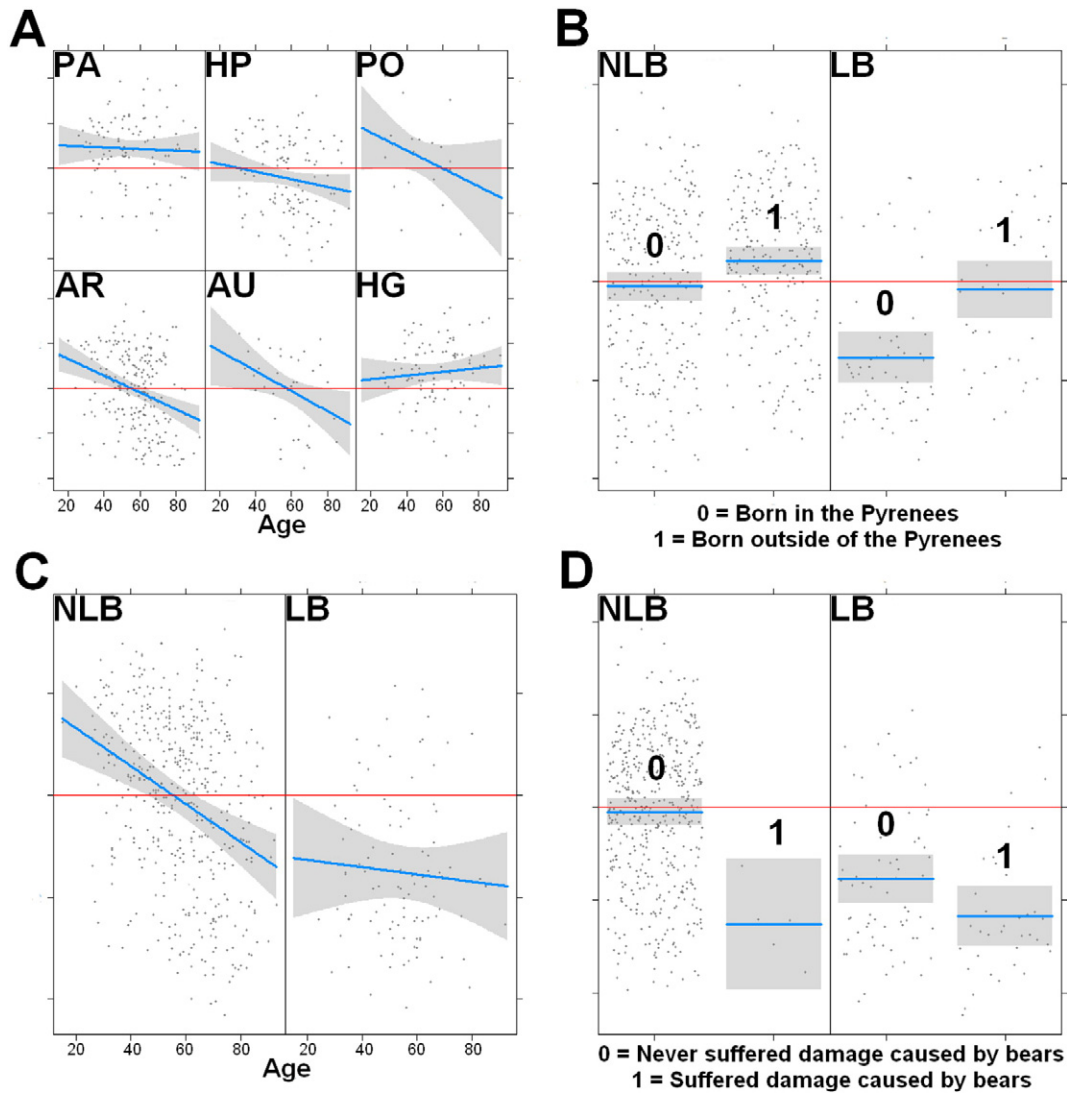 A
PA HP PO
AR AU HG
20 40 60 80 20 40 60 80 20 40 60 80
Age
B
NLB LB
0 1 0 1
0 = Born in the Pyrenees
1 = Born outside of the Pyrenees
C
NLB LB
20 40 60 80 20 40 60 80
Age
D
NLB LB
0 1 0 1
0 = Never suffered damage caused by bears
1 = Suffered damage caused by bears